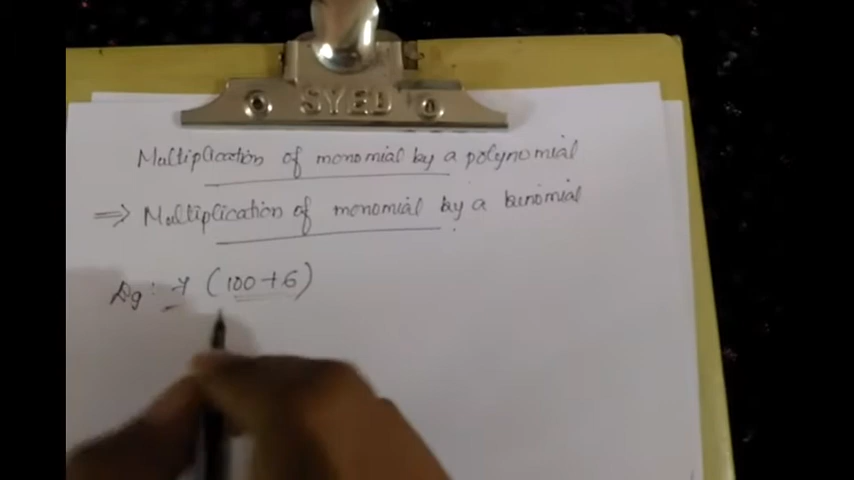 SYED
Multiplication of monomial by a polynomial
⇒ Multiplication of monomial by a binomial
Eg: 7 (100+6)